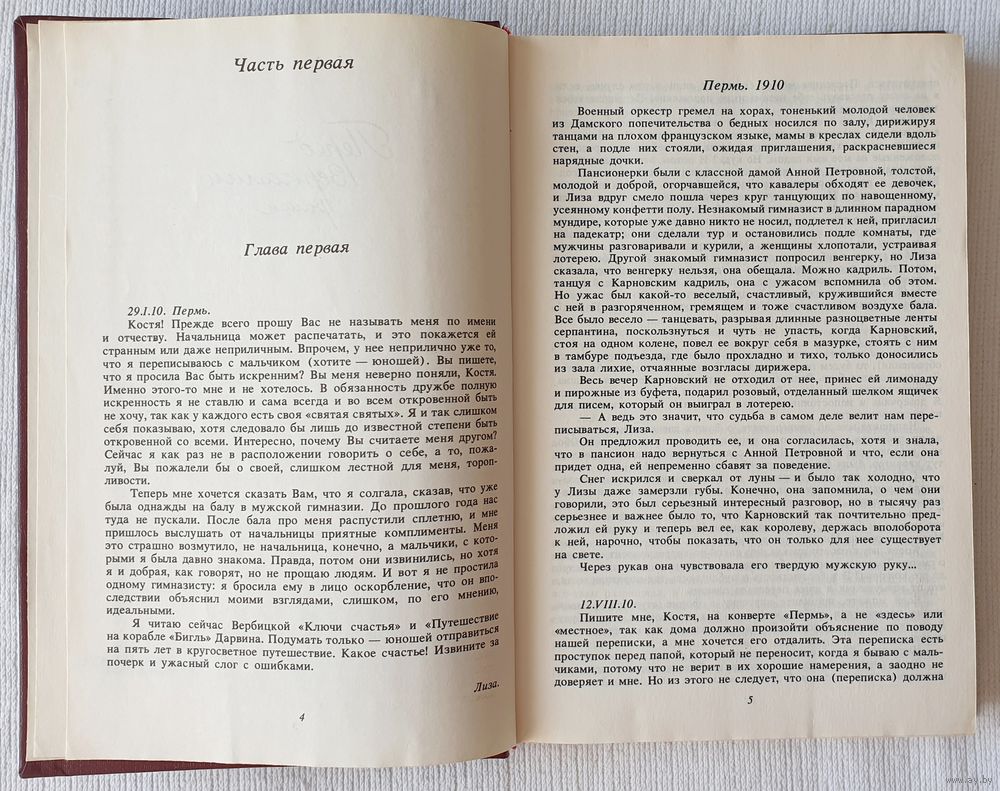 Часть первая
Глава первая
29.I.10. Пермь.
Костя! Прежде всего прошу Вас не называть меня по имени
и отчеству. Начальница может распечатать, и это покажется ей
странным или даже неприличным. Впрочем, у нее неприлично уже то,
что я переписываюсь с мальчиком (хотите — юношей). Вы пишете,
что я просила Вас быть искренним? Вы меня неверно поняли, Костя.
Именно этого-то мне и не хотелось. В обязанность дружбе полную
искренность я не ставлю и сама всегда и во всем откровенной быть
не хочу, так как у каждого есть своя «святая святых». Я и так слишком
себя показываю, хотя следовало бы лишь до известной степени быть
откровенной со всеми. Интересно, почему Вы считаете меня другом?
Сейчас я как раз не в расположении говорить о себе, а то, пожа-
луй, Вы пожалели бы о своей, слишком лестной для меня, тороп-
ливости.
Теперь мне хочется сказать Вам, что я солгала, сказав, что уже
была однажды на балу в мужской гимназии. До прошлого года нас
туда не пускали. После бала про меня распустили сплетню, и мне
пришлось выслушать от начальницы приятные комплименты. Меня
это страшно возмутило, не начальница, конечно, а мальчики, с кото-
рыми я была давно знакома. Правда, потом они извинились, но хотя
я и добрая, как говорят, но не прощаю людям. И вот я не простила
одному гимназисту: я бросила ему в лицо оскорбление, что он впо-
следствии объяснил моими взглядами, слишком, по его мнению,
идеальными.
Я читаю сейчас Вербицкой «Ключи счастья» и «Путешествие
на корабле «Бигль» Дарвина. Подумать только — юношей отправиться
на пять лет в кругосветное путешествие. Какое счастье! Извините за
почерк и ужасный слог с ошибками.
Лиза.
4
Пермь. 1910
Военный оркестр гремел на хорах, тоненький молодой человек
из Дамского попечительства о бедных носился по залу, дирижируя
танцами на плохом французском языке, мамы в креслах сидели вдоль
стен, а подле них стояли, ожидая приглашения, раскрасневшиеся
нарядные дочки.
Пансионерки были с классной дамой Анной Петровной, толстой,
молодой и доброй, огорчавшейся, что кавалеры обходят ее девочек,
и Лиза вдруг смело пошла через круг танцующих по навощенному,
усеянному конфетти полу. Незнакомый гимназист в длинном парадном
мундире, которые уже давно никто не носил, подлетел к ней, пригласил
на падекатр; они сделали тур и остановились подле комнаты, где
мужчины разговаривали и курили, а женщины хлопотали, устраивая
лотерею. Другой знакомый гимназист попросил венгерку, но Лиза
сказала, что венгерку нельзя, она обещала. Можно кадриль. Потом,
танцуя с Карновским кадриль, она с ужасом вспомнила об этом.
Но ужас был какой-то веселый, счастливый, кружившийся вместе
с ней в разгоряченном, гремящем и тоже счастливом воздухе бала.
Все было весело — танцевать, разрывая длинные разноцветные ленты
серпантина, поскользнуться и чуть не упасть, когда Карновский,
стоя на одном колене, повел ее вокруг себя в мазурке, стоять с ним
в тамбуре подъезда, где было прохладно и тихо, только доносились
из зала лихие, отчаянные возгласы дирижера.
Весь вечер Карновский не отходил от нее, принес ей лимонаду
и пирожные из буфета, подарил розовый, отделанный шелком ящичек
для писем, который он выиграл в лотерею.
— А ведь это значит, что судьба в самом деле велит нам пере-
писываться, Лиза.
Он предложил проводить ее, и она согласилась, хотя и знала,
что в пансион надо вернуться с Анной Петровной и что, если она
придет одна, ей непременно сбавят за поведение.
Снег искрился и сверкал от луны — и было так холодно, что
у Лизы даже замерзли губы. Конечно, она запомнила, о чем они
говорили, это был серьезный интересный разговор, но в тысячу раз
серьезнее и важнее было то, что Карновский так почтительно пред-
ложил ей руку и теперь вел ее, как королеву, держась вполоборота
к ней, нарочно, чтобы показать, что он только для нее существует
на свете.
Через рукав она чувствовала его твердую мужскую руку...
12.VIII.10.
Пишите мне, Костя, на конверте «Пермь», а не «здесь» или
«местное», так как дома должно произойти объяснение по поводу
нашей переписки, а мне хочется его отдалить. Эта переписка есть
проступок перед папой, который не переносит, когда я бываю с маль-
чиками, потому что не верит в их хорошие намерения, а заодно не
доверяет и мне. Но из этого не следует, что она (переписка) должна
5
www.ay.by